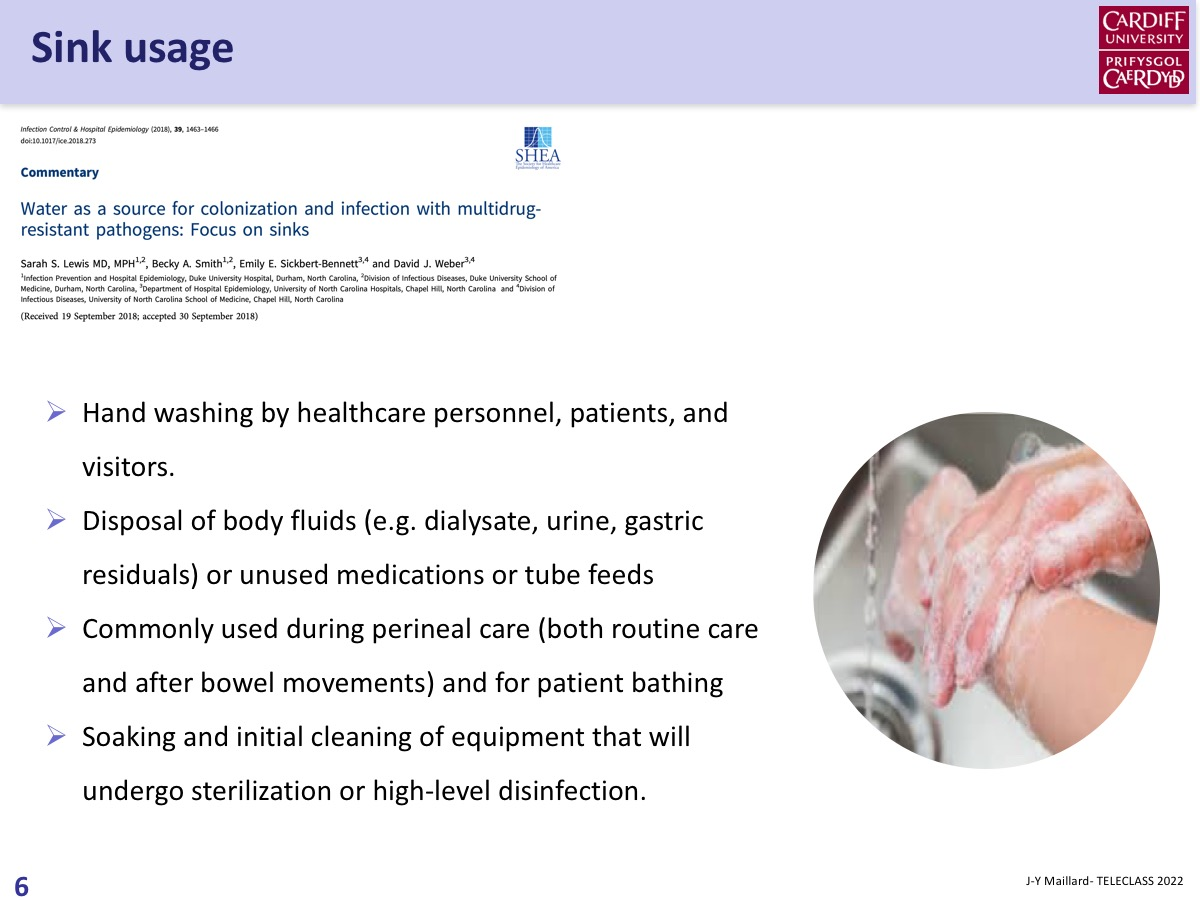 Sink usage
CARDIFF
UNIVERSITY
PRIFYSGOL
CAERDYDD
Infection Control & Hospital Epidemiology (2018), 39, 1463–1466
doi:10.1017/ice.2018.273
SHEA
The Society for Healthcare
Epidemiology of America
Commentary
Water as a source for colonization and infection with multidrug-
resistant pathogens: Focus on sinks
Sarah S. Lewis MD, MPH1,2, Becky A. Smith1,2, Emily E. Sickbert-Bennett3,4 and David J. Weber3,4
1Infection Prevention and Hospital Epidemiology, Duke University Hospital, Durham, North Carolina, 2Division of Infectious Diseases, Duke University School of
Medicine, Durham, North Carolina, 3Department of Hospital Epidemiology, University of North Carolina Hospitals, Chapel Hill, North Carolina and 4Division of
Infectious Diseases, University of North Carolina School of Medicine, Chapel Hill, North Carolina
(Received 19 September 2018; accepted 30 September 2018)
➢ Hand washing by healthcare personnel, patients, and
visitors.
➢ Disposal of body fluids (e.g. dialysate, urine, gastric
residuals) or unused medications or tube feeds
➢ Commonly used during perineal care (both routine care
and after bowel movements) and for patient bathing
➢ Soaking and initial cleaning of equipment that will
undergo sterilization or high-level disinfection.
6
J-Y Maillard- TELECLASS 2022